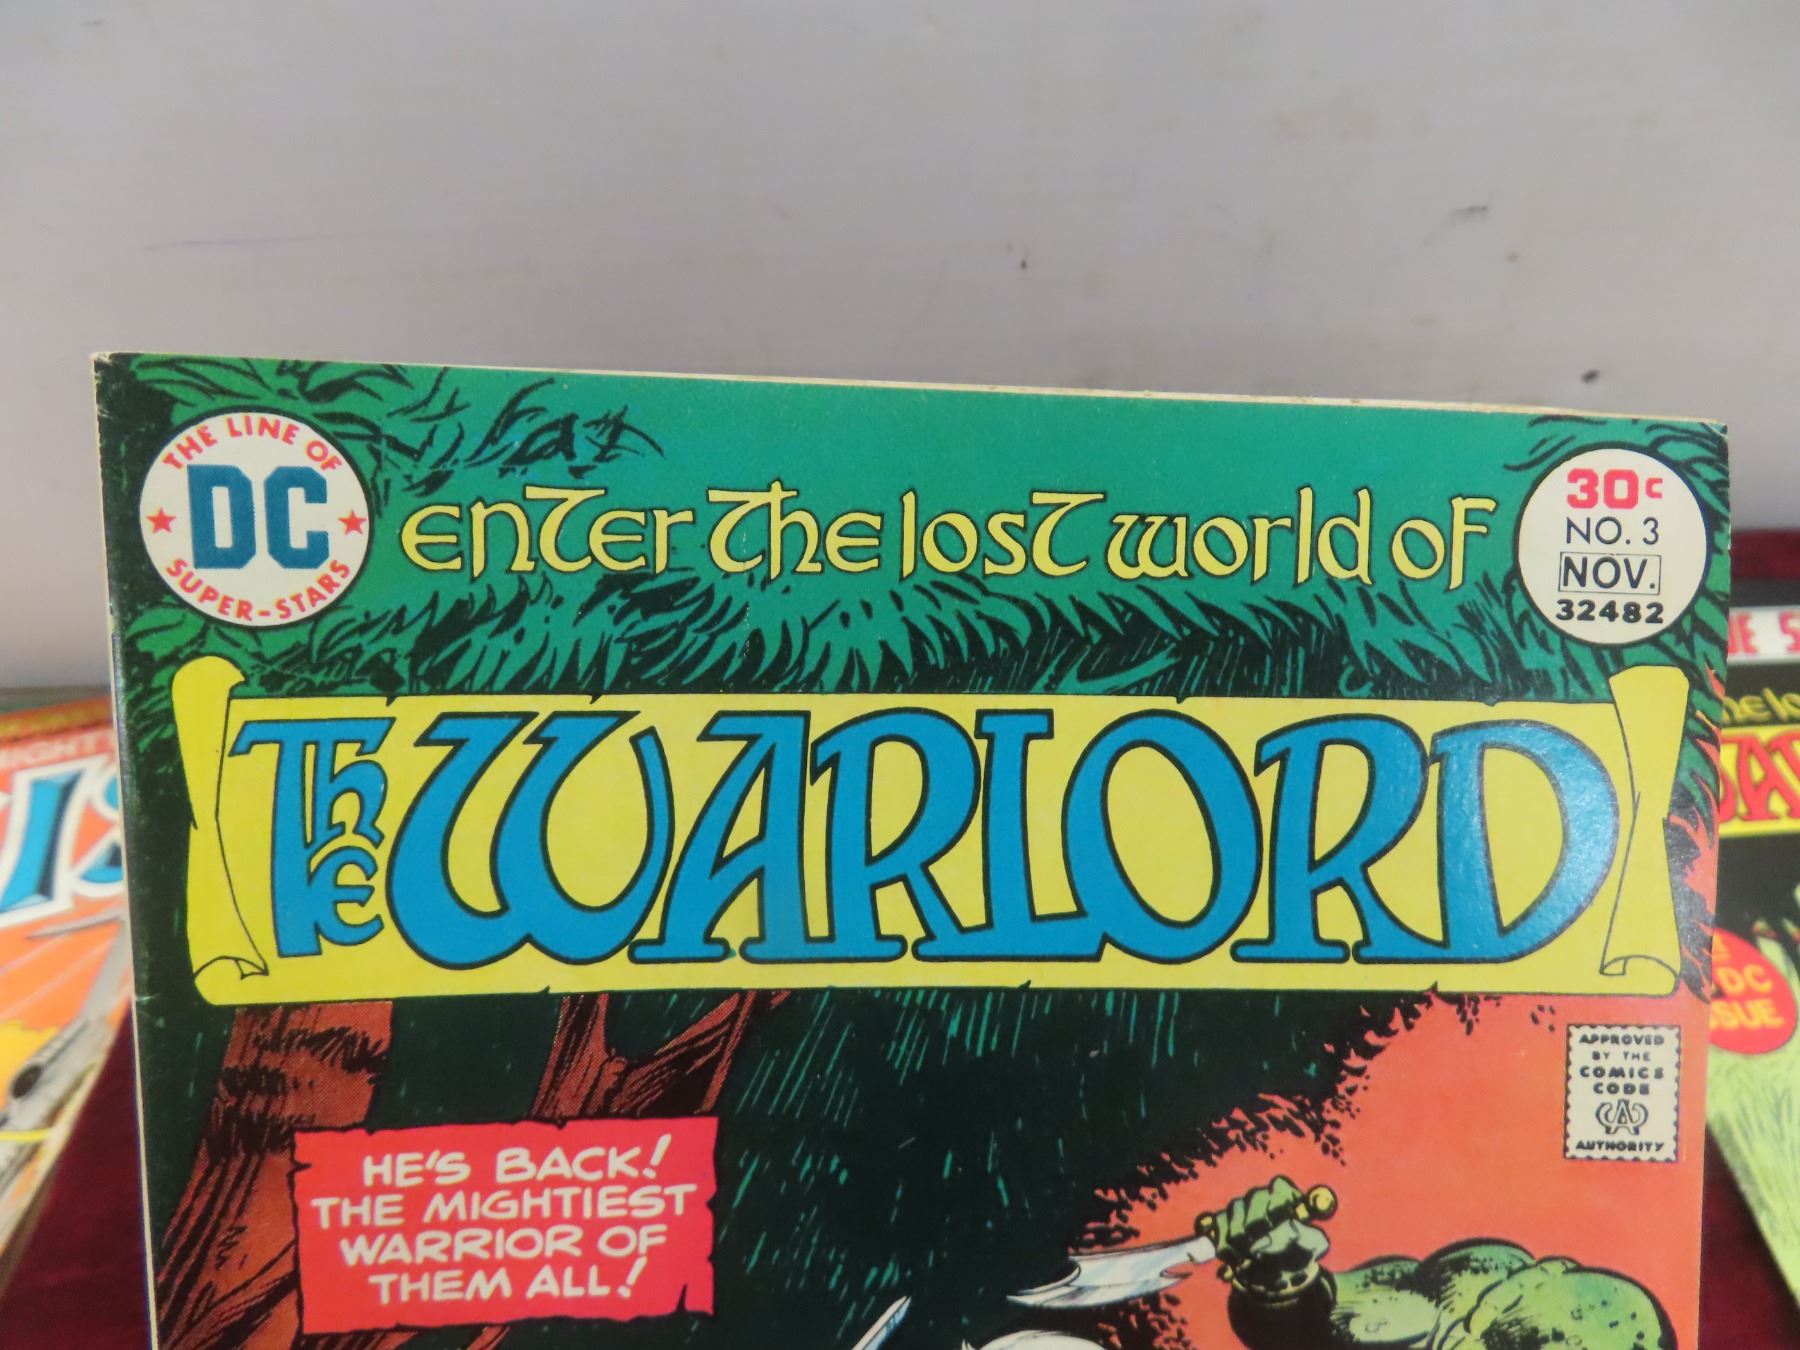 THE LINE OF
DC
SUPER-STARS
enter the lost world of
30¢
NO. 3
NOV.
32482
The WARLORD
APPROVED
BY THE
COMICS
CODE
AUTHORITY
HE'S BACK!
THE MIGHTIEST
WARRIOR OF
THEM ALL!
DC